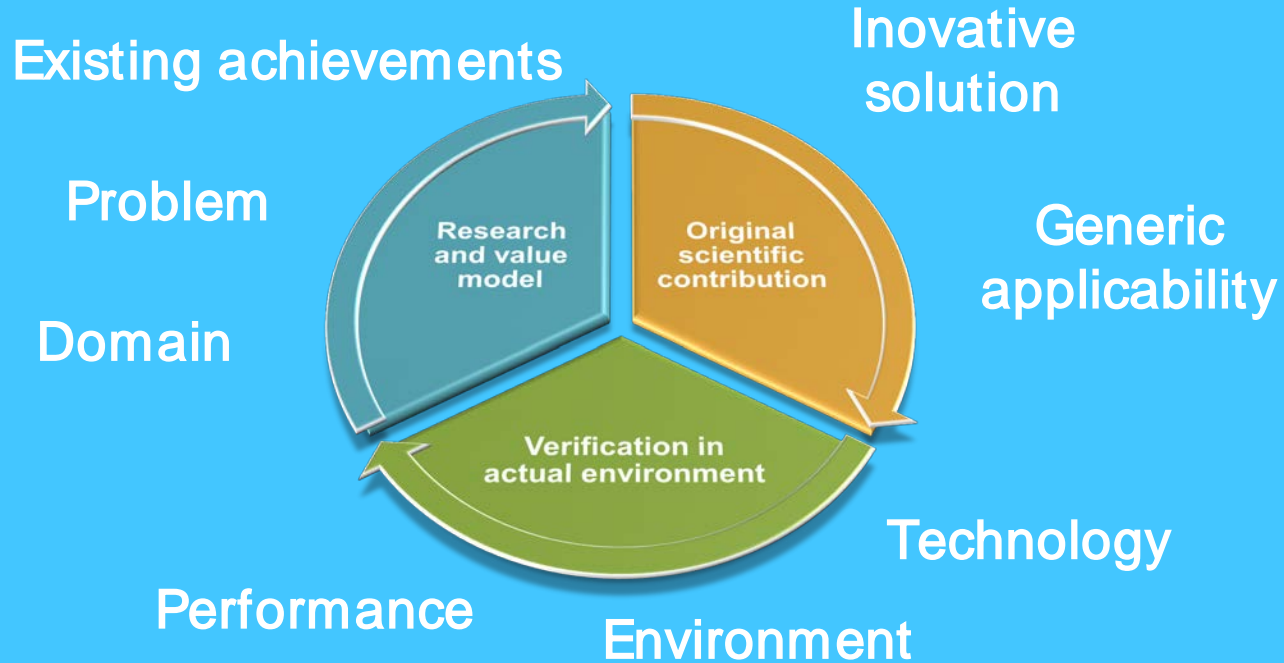 Existing achievements
Problem
Domain
Research
and value
model
Inovative
solution
Generic
applicability
Original
scientific
contribution
Verification in
actual environment
Technology
Environment
Performance